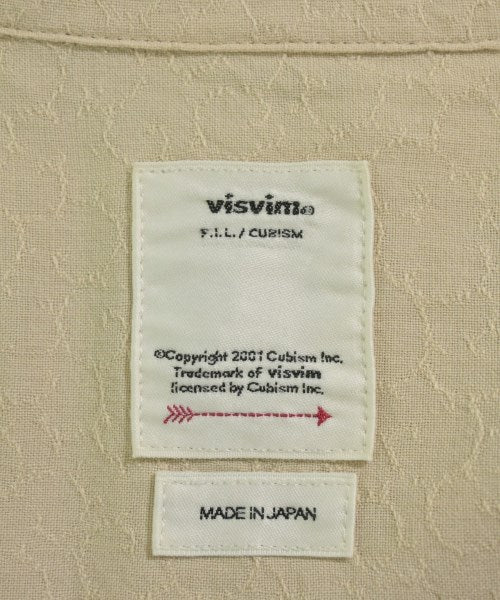 visvim®
F.I.L. / CUBISM
©Copyright 2001 Cubism Inc.
Trademark of visvim
licensed by Cubism Inc.
MADE IN JAPAN